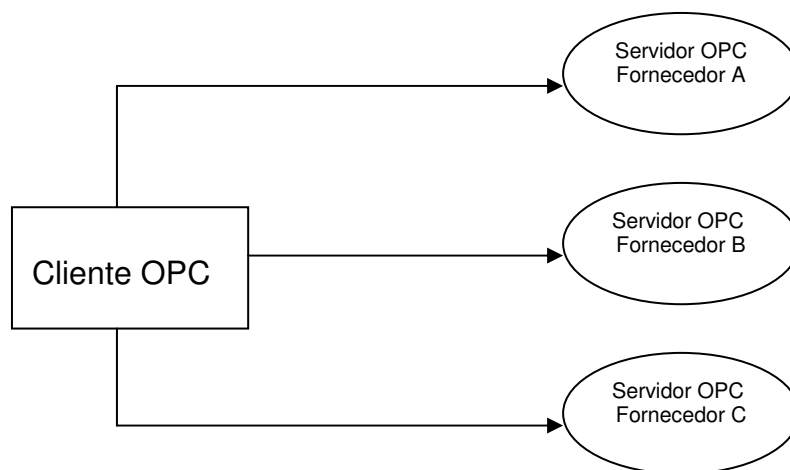 Servidor OPC
Fornecedor A
Servidor OPC
Fornecedor B
Cliente OPC
Servidor OPC
Fornecedor C